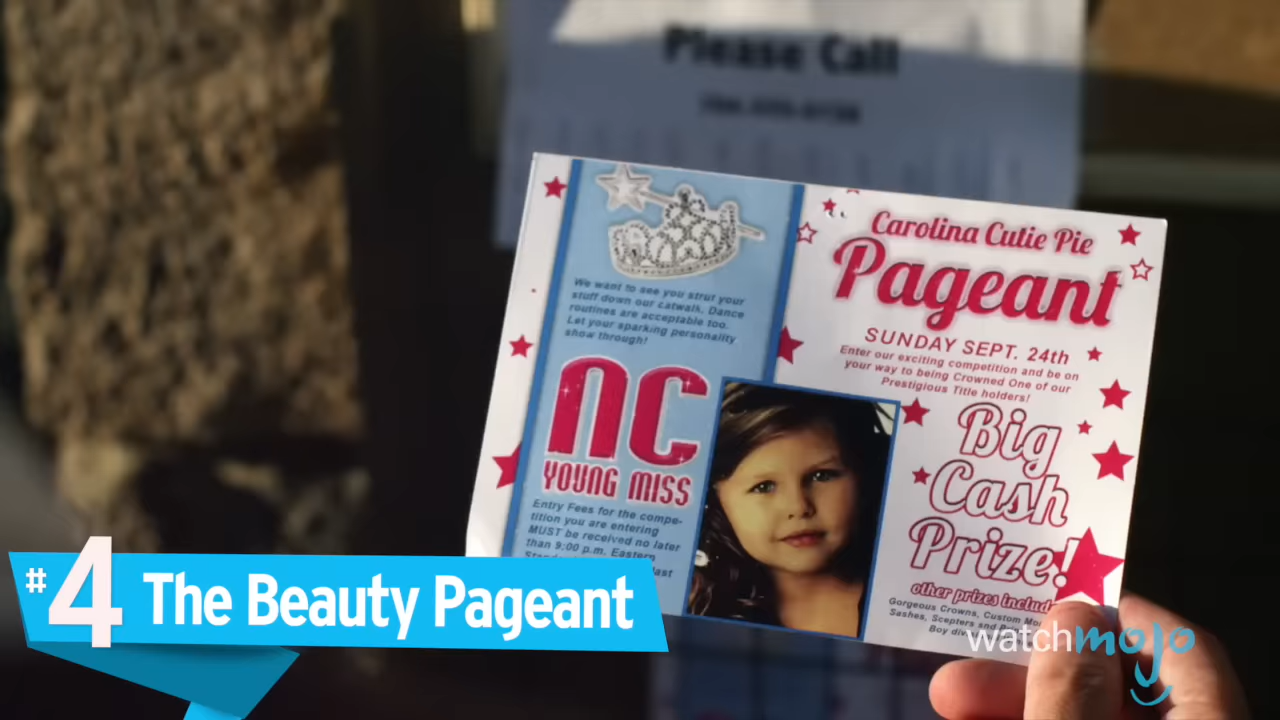 Please Call
We want to see you strut your
stuff down our catwalk. Dance
routines are acceptable too.
Let your sparking personality
show through!
NC
YOUNG MISS
Entry Fees for the compe-
tition you are entering
MUST be received no later
than 9:00 p.m. Eastern
last
Carolina Cutie Pie
Pageant
SUNDAY SEPT. 24th
Enter our exciting competition and be on
your way to being Crowned One of our
Prestigious Title holders!
Big
Cash
Prize!
other prizes include
Gorgeous Crowns, Custom
Sashes, Scepters and
Boy
#4 The Beauty Pageant
watchmojo